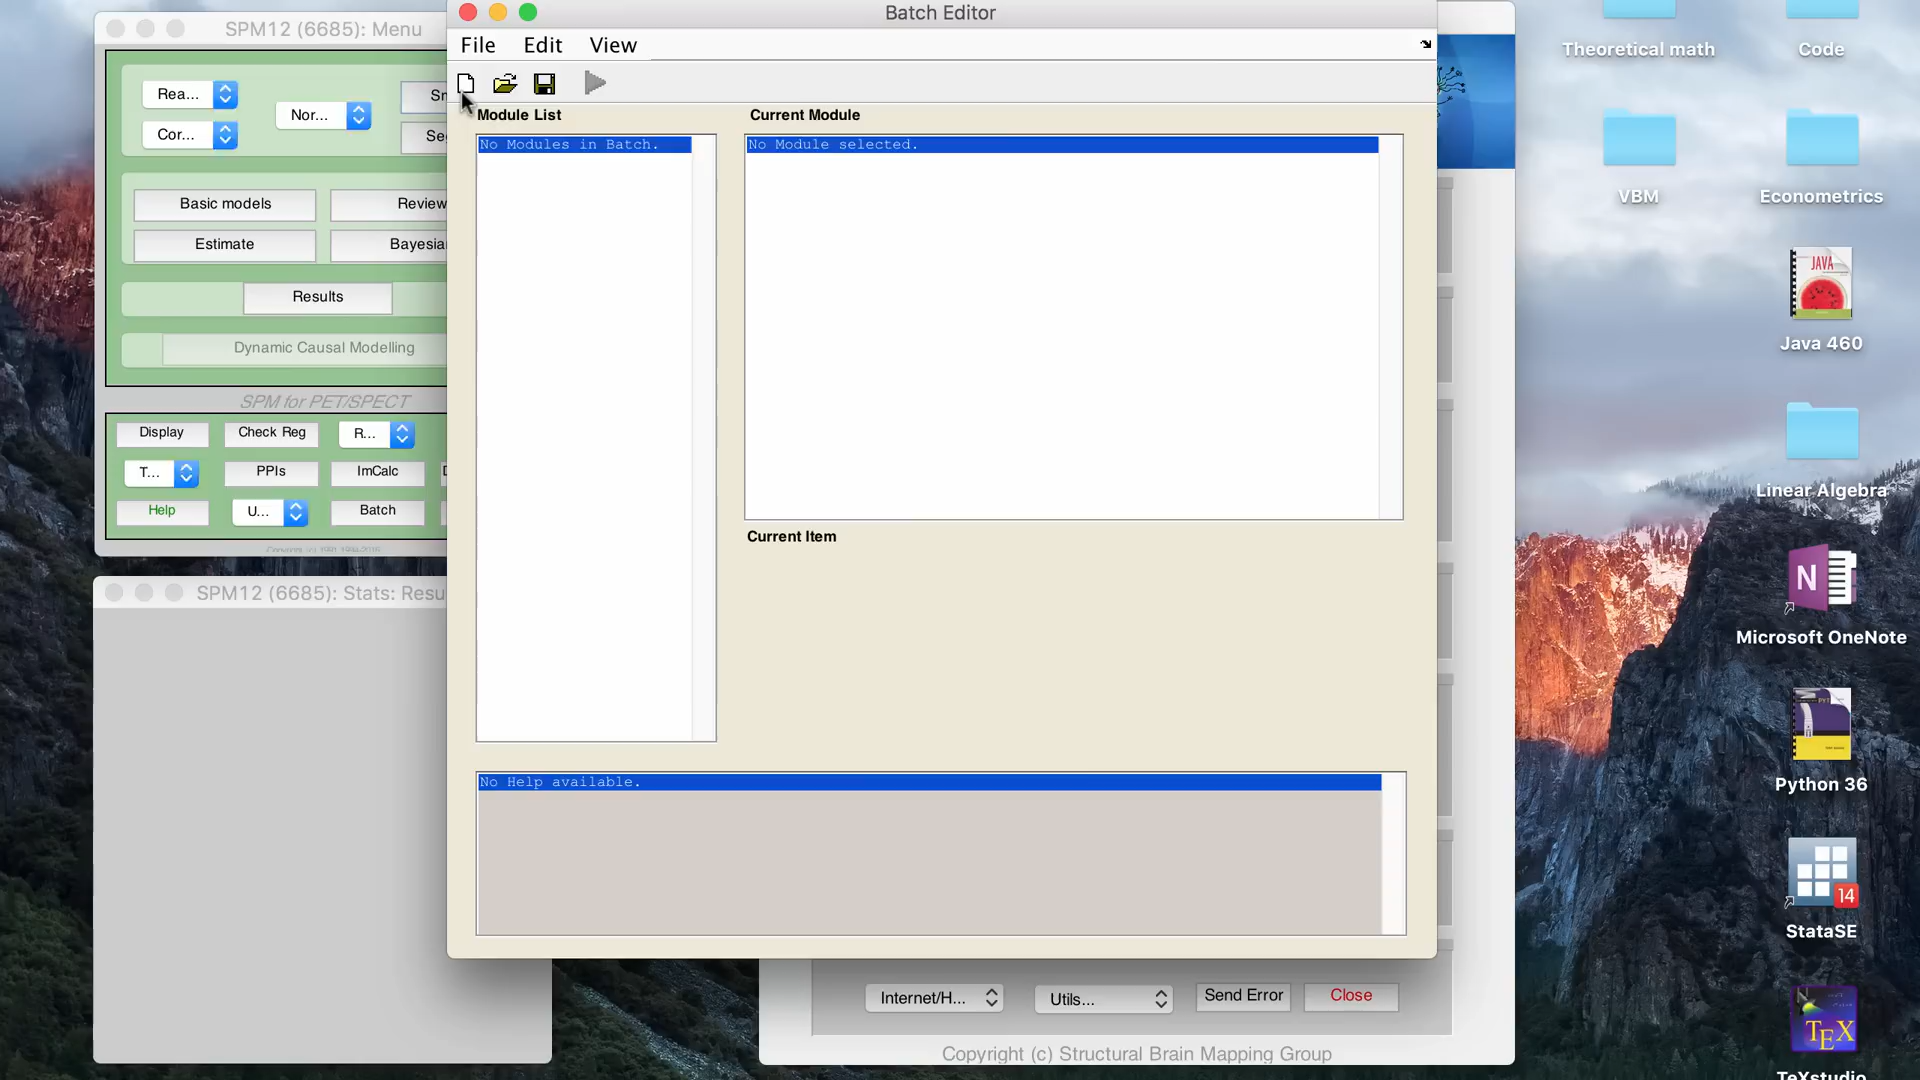 SPM12 (6685): Menu
Rea...
Cor...
Nor...
Basic models
Review
Estimate
Results
Dynamic Causal Modelling
SPM for PET/SPECT
Display
Check Reg
R...
T...
PPIs
ImCalc
Help
U...
Batch
SPM12 (6685): Stats:
Batch Editor
File Edit View
Module List
No Modules in Batch.
Current Module
No Module selected.
Current Item
No Help available.
Internet/H...
Utils...
Send Error
Close
Copyright (c) Structural Brain Mapping Group
Theoretical math
Code
VBM
Econometrics
JAVA
Java 460
Linear Algebra
N
Microsoft OneNote
Python 36
14
StataSE
TEX
TeXstudio